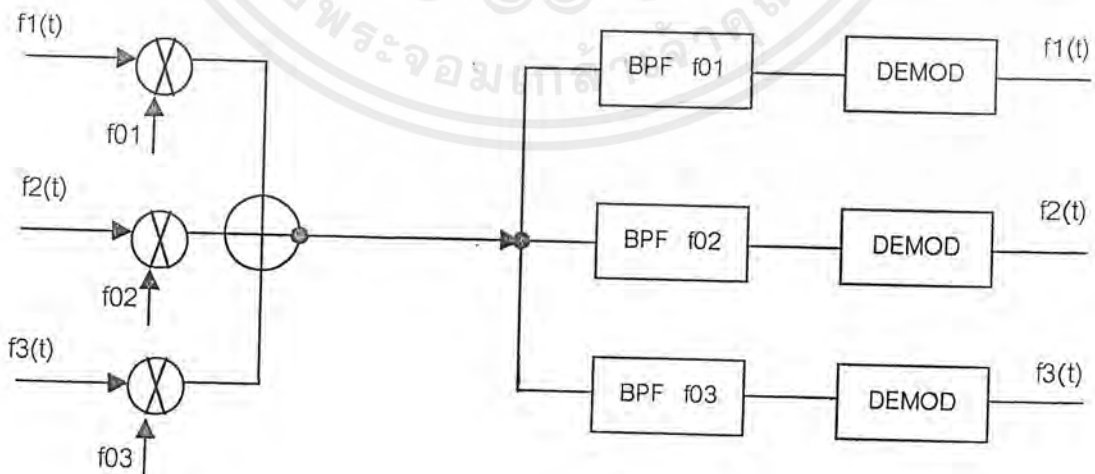 f1(t)
f01
f2(t)
f02
f3(t)
f03
BPF f01
DEMOD
f1(t)
BPF f02
DEMOD
f2(t)
BPF f03
DEMOD
f3(t)